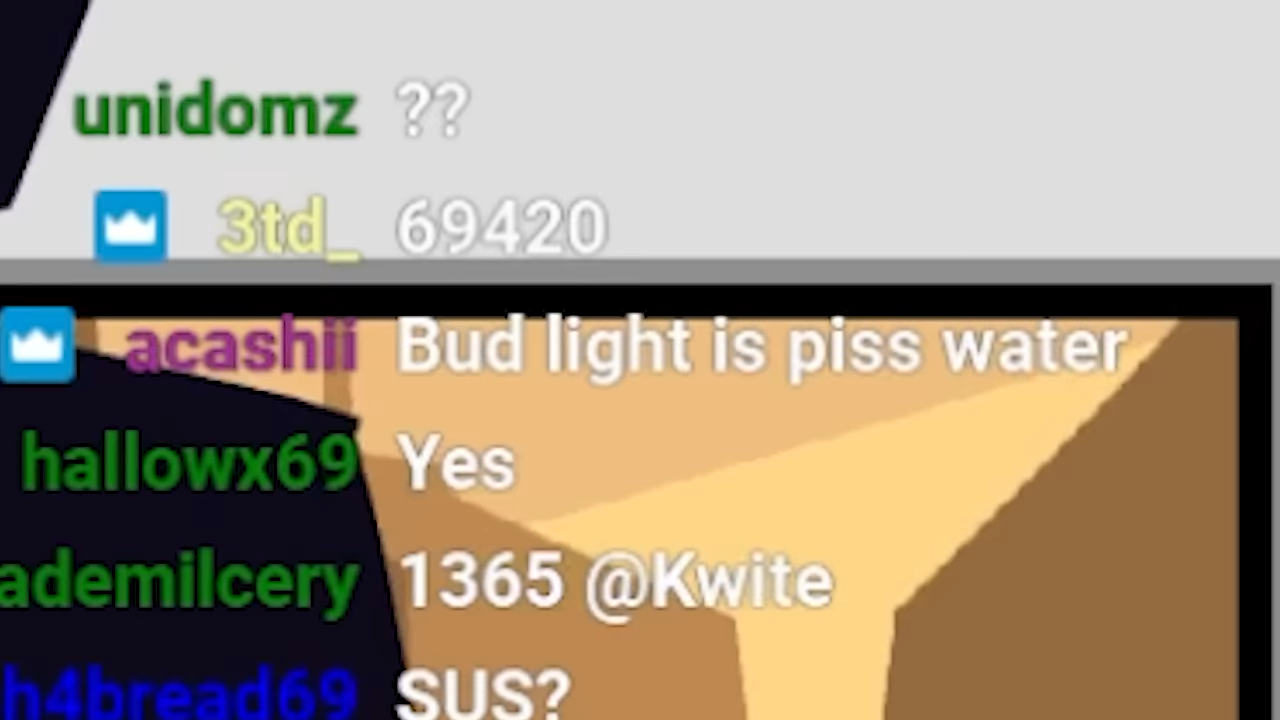 unidomz ??
3td_ 69420
acashii Bud light is piss water
hallowx69 Yes
ademilcery 1365 @Kwite
h4bread69 SUS?